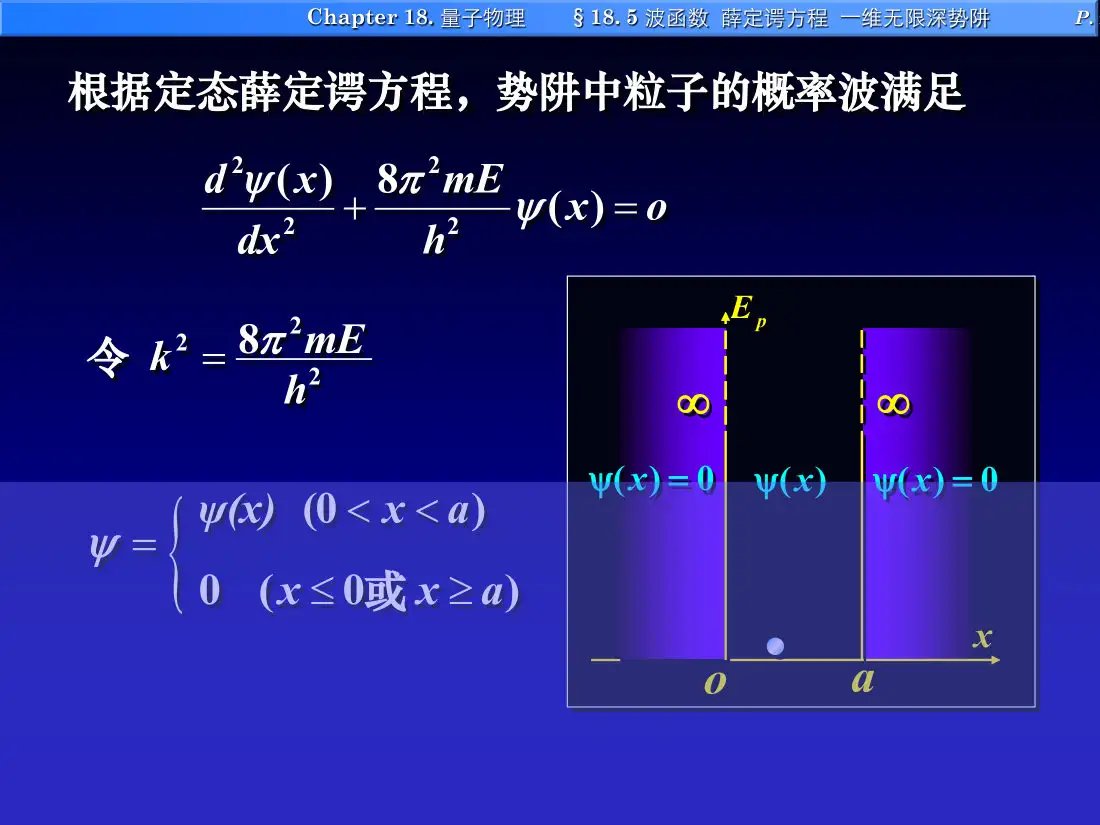 Chapter 18. 量子物理 §18. 5 波函数 薛定谔方程 一维无限深势阱 P.
根据定态薛定谔方程，势阱中粒子的概率波满足
d²ψ(x)/dx² + 8π²mE/h² ψ(x) = o
令 k² = 8π²mE/h²
ψ = { ψ(x) (0 < x < a)
0 (x ≤ 0或 x ≥ a)
E_p
∞ ∞
ψ(x) = 0 ψ(x) ψ(x) = 0
x
o a